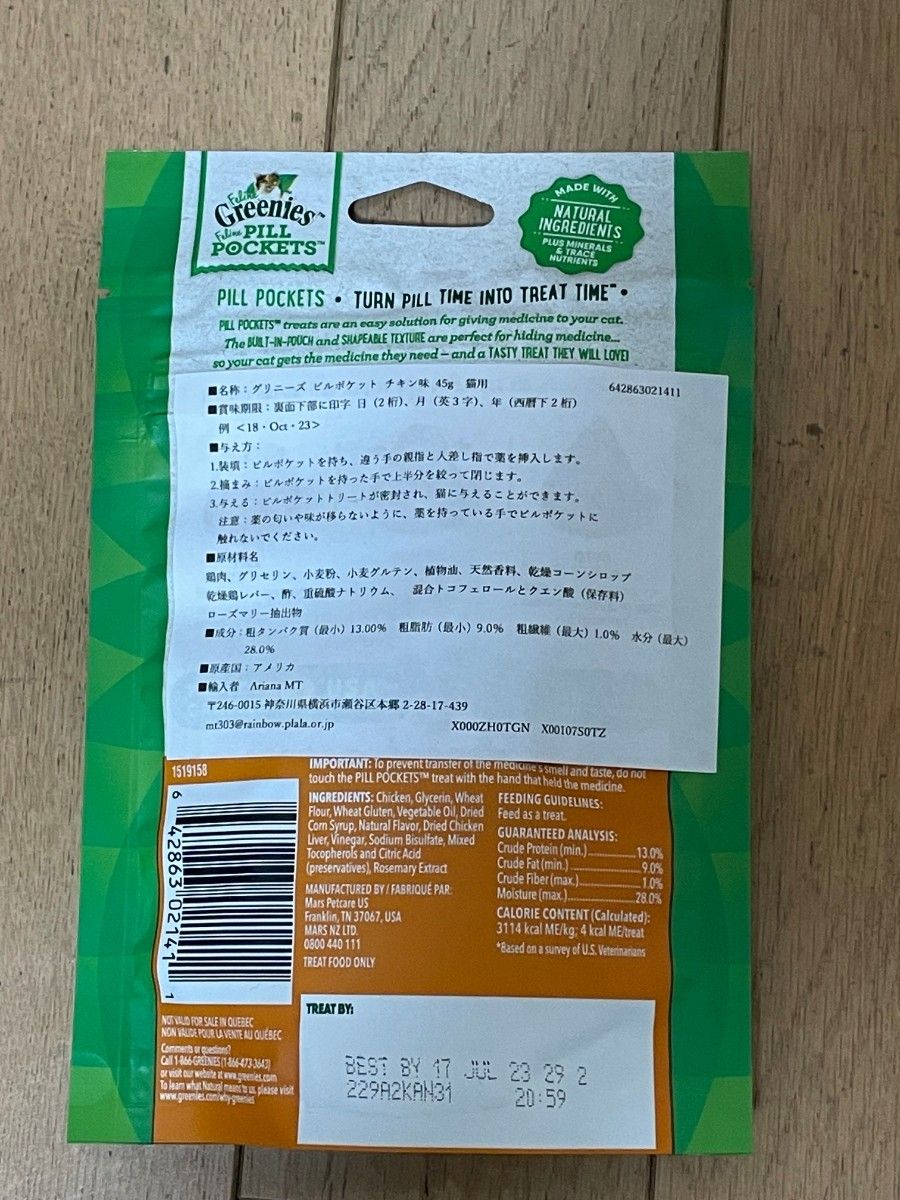 Feline
Greenies™
Feline PILL
POCKETS™
MADE WITH
NATURAL
INGREDIENTS
PLUS MINERALS
& TRACE
NUTRIENTS
PILL POCKETS • TURN PILL TIME INTO TREAT TIME™ •
PILL POCKETS™ treats are an easy solution for giving medicine to your cat.
The BUILT-IN-POUCH and SHAPEABLE TEXTURE are perfect for hiding medicine...
so your cat gets the medicine they need – and a TASTY TREAT THEY WILL LOVE!
■名称：グリニーズ ピルポケット チキン味 45g 猫用 642863021411
■賞味期限：裏面下部に印字 日（2桁）、月（英3字）、年（西暦下2桁）
例 <18・Oct・23>
■与え方：
1.装填：ピルポケットを持ち、違う手の親指と人差し指で薬を挿入します。
2.摘まみ：ピルポケットを持った手で上半分を絞って閉じます。
3.与える：ピルポケットトリートが密封され、猫に与えることができます。
注意：薬の匂いや味が移らないように、薬を持っている手でピルポケットに
触れないでください。
■原材料名
鶏肉、グリセリン、小麦粉、小麦グルテン、植物油、天然香料、乾燥コーンシロップ
乾燥鶏レバー、酢、重硫酸ナトリウム、 混合トコフェロールとクエン酸（保存料）
ローズマリー抽出物
■成分：粗タンパク質（最小）13.00% 粗脂肪（最小）9.0% 粗繊維（最大）1.0% 水分（最大）
28.0%
■原産国：アメリカ
■輸入者 Ariana MT
〒246-0015 神奈川県横浜市瀬谷区本郷 2-28-17-439
mt303@rainbow.plala.or.jp X000ZH0TGN X00107S0TZ
1519158
IMPORTANT: To prevent transfer of the medicine's smell and taste, do not
touch the PILL POCKETS™ treat with the hand that held the medicine.
INGREDIENTS: Chicken, Glycerin, Wheat
Flour, Wheat Gluten, Vegetable Oil, Dried
Corn Syrup, Natural Flavor, Dried Chicken
Liver, Vinegar, Sodium Bisulfate, Mixed
Tocopherols and Citric Acid
(preservatives), Rosemary Extract
MANUFACTURED BY / FABRIQUÉ PAR:
Mars Petcare US
Franklin, TN 37067, USA
MARS NZ LTD.
0800 440 111
TREAT FOOD ONLY
FEEDING GUIDELINES:
Feed as a treat.
GUARANTEED ANALYSIS:
Crude Protein (min.)............13.0%
Crude Fat (min.)............9.0%
Crude Fiber (max.)............1.0%
Moisture (max.)............28.0%
CALORIE CONTENT (Calculated):
3114 kcal ME/kg; 4 kcal ME/treat
*Based on a survey of U.S. Veterinarians
6 42863 02141 1
NOT VALID FOR SALE IN QUEBEC
NON VALIDE POUR LA VENTE AU QUÉBEC
Comments or questions?
Call 1-866-GREENIES (1-866-473-3643)
or visit our website at www.greenies.com
To learn what Natural means to us, please visit
www.greenies.com/why-greenies
TREAT BY:
BEST BY 17 JUL 23 29 2
229A2KAN31 20:59